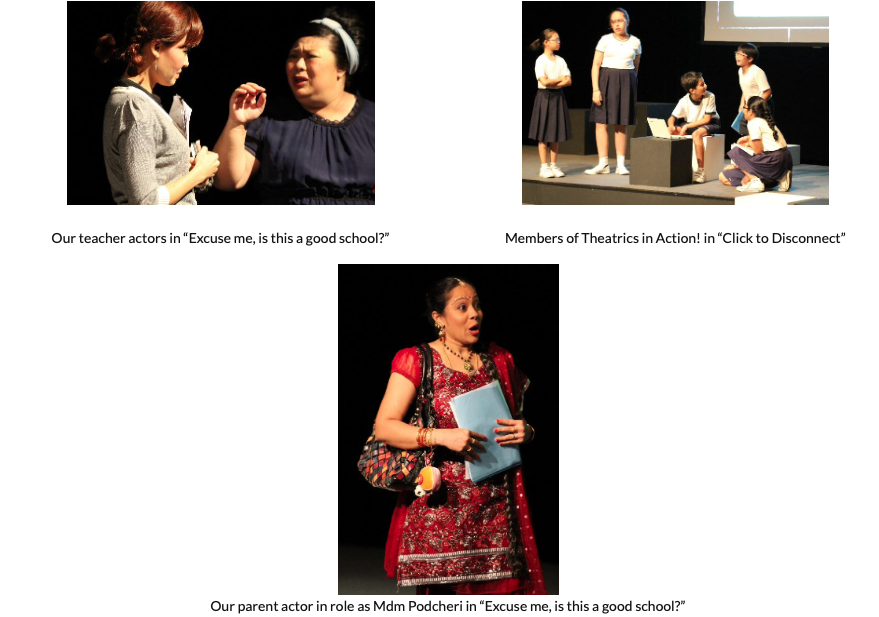 Our teacher actors in “Excuse me, is this a good school?”
Members of Theatrics in Action! in “Click to Disconnect”
Our parent actor in role as Mdm Podcheri in “Excuse me, is this a good school?”